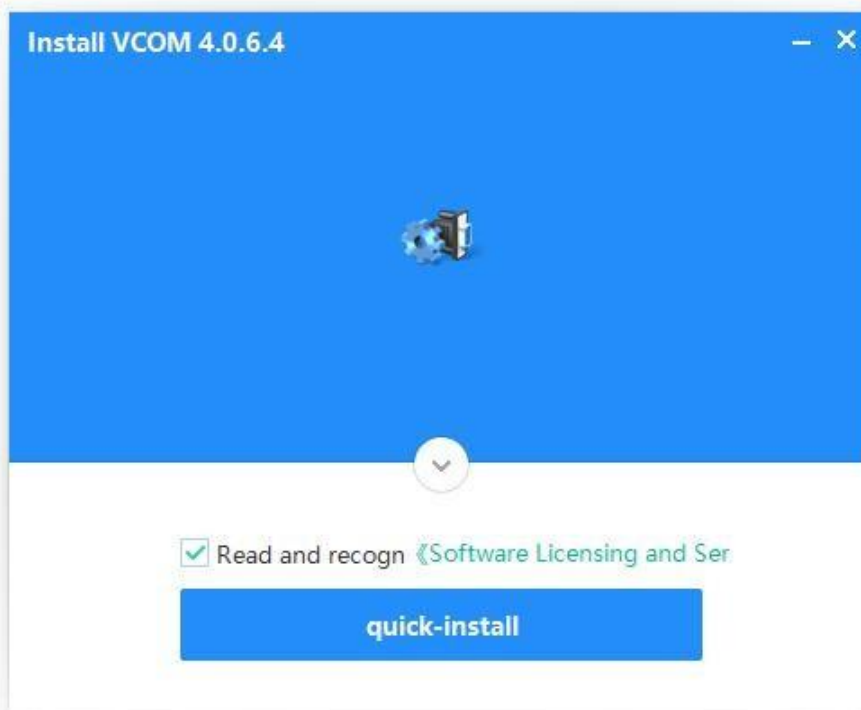 Install VCOM 4.0.6.4
Read and recogn 《Software Licensing and Ser
quick-install